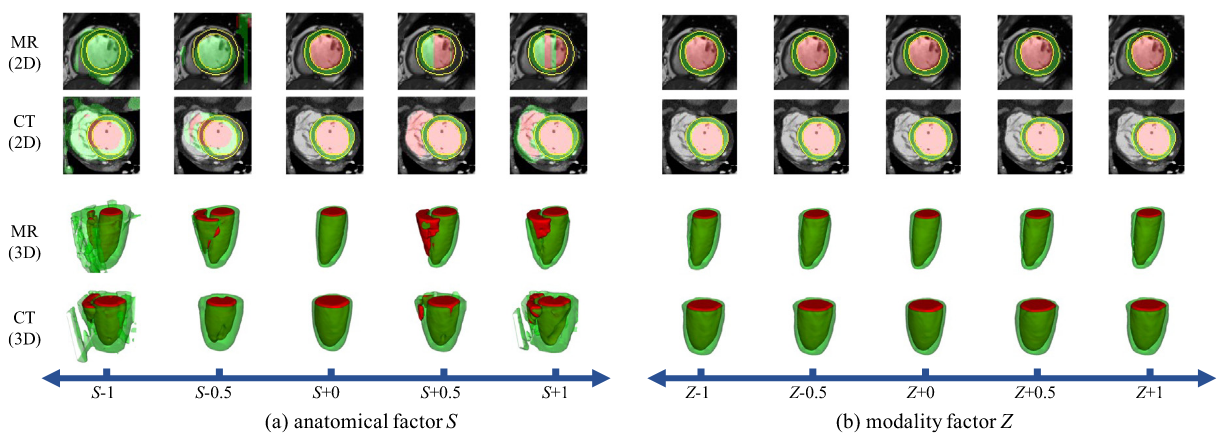 MR
(2D)
CT
(2D)
MR
(3D)
CT
(3D)
S-1 S-0.5 S+0 S+0.5 S+1
Z-1 Z-0.5 Z+0 Z+0.5 Z+1
(a) anatomical factor S
(b) modality factor Z